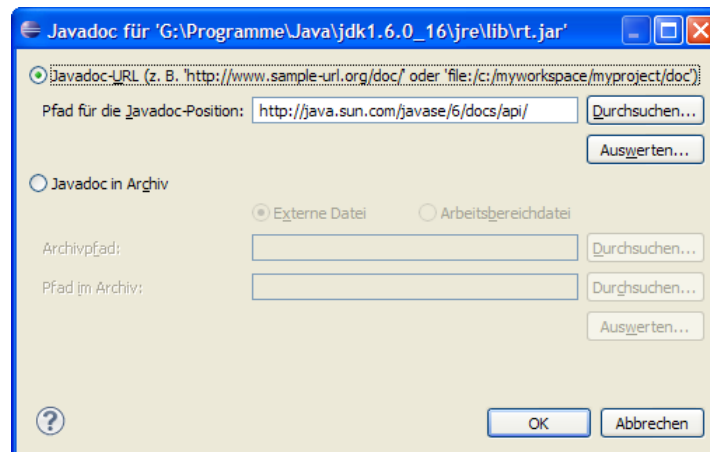 Javadoc für 'G:\Programme\Java\jdk1.6.0_16\jre\lib\rt.jar'
Javadoc-URL (z. B. 'http://www.sample-url.org/doc/' oder 'file:/c:/myworkspace/myproject/doc')
Pfad für die Javadoc-Position: http://java.sun.com/javase/6/docs/api/ Durchsuchen...
Auswerten...
Javadoc in Archiv
Externe Datei Arbeitsbereichdatei
Archivpfad: Durchsuchen...
Pfad im Archiv: Durchsuchen...
Auswerten...
? OK Abbrechen